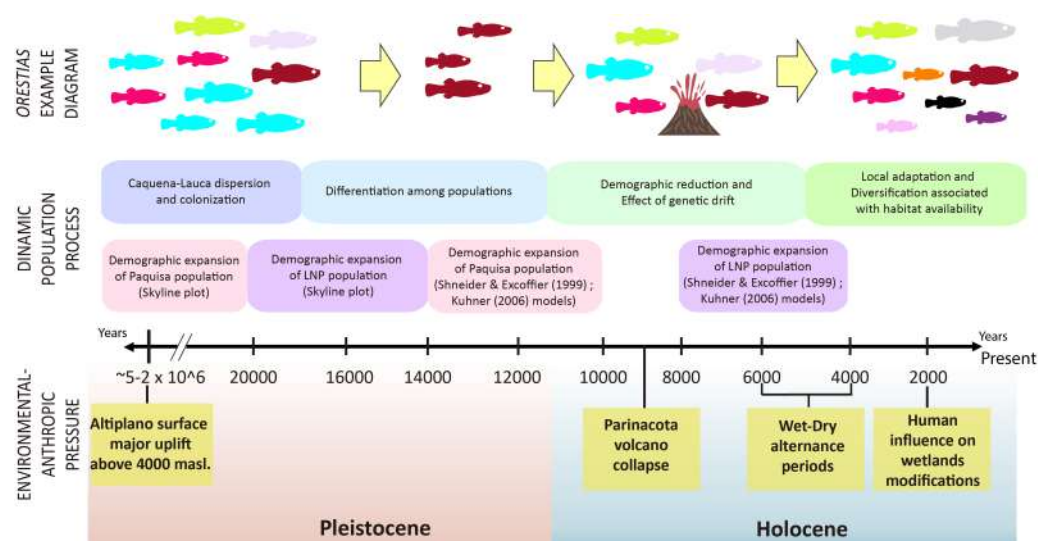 ORESTIAS
EXAMPLE
DIAGRAM
DINAMIC
POPULATION
PROCESS
Caquena-Lauca dispersion
and colonization
Differentiation among populations
Demographic reduction and
Effect of genetic drift
Local adaptation and
Diversification associated
with habitat availability
Demographic expansion
of Paquisa population
(Skyline plot)
Demographic expansion
of LNP population
(Skyline plot)
Demographic expansion
of Paquisa population
(Shneider & Excoffier (1999) ;
Kuhner (2006) models)
Demographic expansion
of LNP population
(Shneider & Excoffier (1999) ;
Kuhner (2006) models)
Years
Years
Present
~5-2 x 10^6
20000
16000
14000
12000
10000
8000
6000
4000
2000
ENVIRONMENTAL-
ANTHROPIC
PRESSURE
Altiplano surface
major uplift
above 4000 masl.
Parinacota
volcano
collapse
Wet-Dry
alternance
periods
Human
influence on
wetlands
modifications
Pleistocene
Holocene